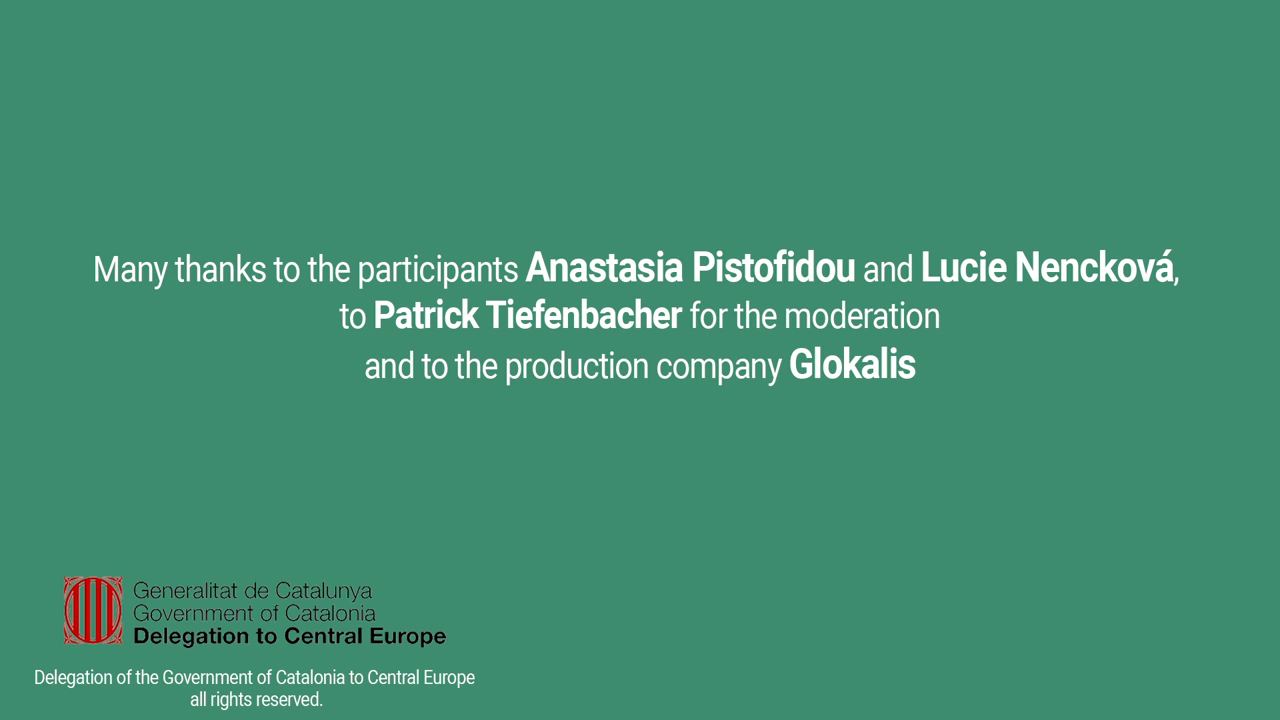 Many thanks to the participants Anastasia Pistofidou and Lucie Nencková,
to Patrick Tiefenbacher for the moderation
and to the production company Glokalis
Generalitat de Catalunya
Government of Catalonia
Delegation to Central Europe
Delegation of the Government of Catalonia to Central Europe
all rights reserved.